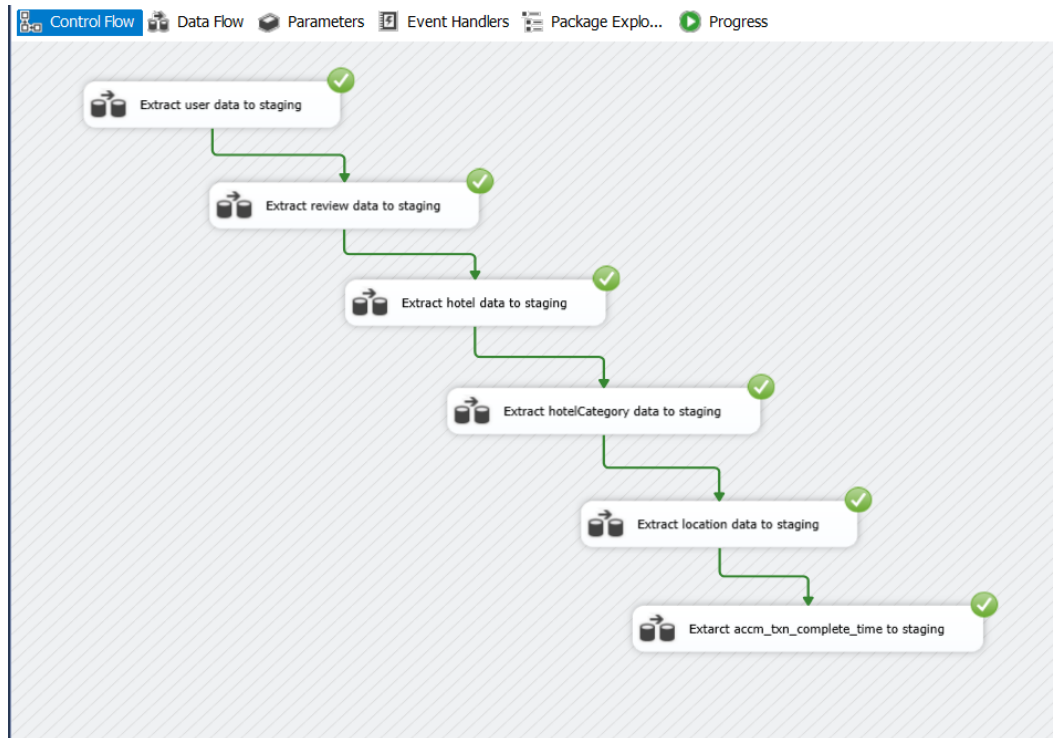 Control Flow Data Flow Parameters Event Handlers Package Explo... Progress
Extract user data to staging
Extract review data to staging
Extract hotel data to staging
Extract hotelCategory data to staging
Extract location data to staging
Extarct accm_txn_complete_time to staging